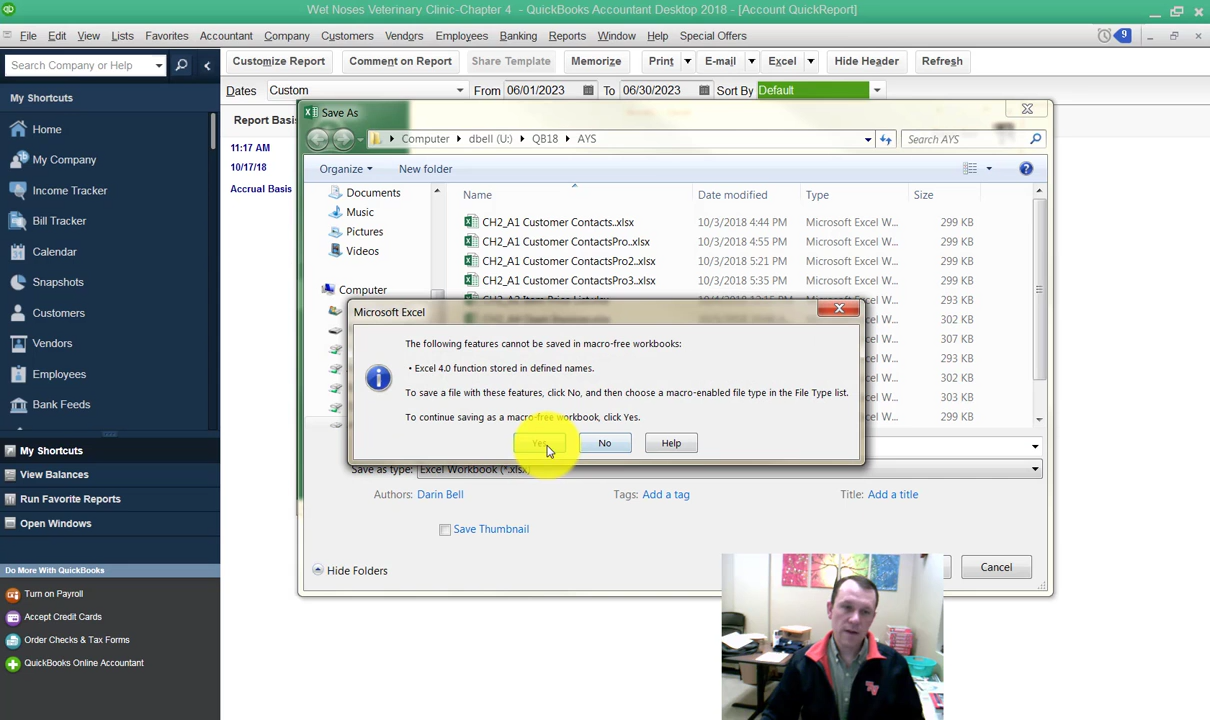 Wet Noses Veterinary Clinic-Chapter 4 - QuickBooks Accountant Desktop 2018 - [Account QuickReport]
File Edit View Lists Favorites Accountant Company Customers Vendors Employees Banking Reports Window Help Special Offers 9
Search Company or Help
Customize Report Comment on Report Share Template Memorize Print E-mail Excel Hide Header Refresh
Dates Custom From 06/01/2023 To 06/30/2023 Sort By Default
My Shortcuts
Home
My Company
Income Tracker
Bill Tracker
Calendar
Snapshots
Customers
Vendors
Employees
Bank Feeds
My Shortcuts
View Balances
Run Favorite Reports
Open Windows
Do More With QuickBooks
Turn on Payroll
Accept Credit Cards
Order Checks & Tax Forms
QuickBooks Online Accountant
Report Basis
11:17 AM
10/17/18
Accrual Basis
Save As
Computer dbell (U:) QB18 AYS Search AYS
Organize New folder
Documents
Music
Pictures
Videos
Computer
Name Date modified Type Size
CH2_A1 Customer Contacts..xlsx 10/3/2018 4:44 PM Microsoft Excel W... 299 KB
CH2_A1 Customer ContactsPro..xlsx 10/3/2018 4:55 PM Microsoft Excel W... 299 KB
CH2_A1 Customer ContactsPro2.xlsx 10/3/2018 5:21 PM Microsoft Excel W... 299 KB
CH2_A1 Customer ContactsPro3.xlsx 10/3/2018 5:35 PM Microsoft Excel W... 299 KB
293 KB
302 KB
307 KB
293 KB
303 KB
299 KB
Microsoft Excel
The following features cannot be saved in macro-free workbooks:
• Excel 4.0 function stored in defined names.
To save a file with these features, click No, and then choose a macro-enabled file type in the File Type list.
To continue saving as a macro-free workbook, click Yes.
Yes No Help
Save as type: Excel Workbook (*.xlsx)
Authors: Darin Bell Tags: Add a tag Title: Add a title
Save Thumbnail
Hide Folders
Cancel